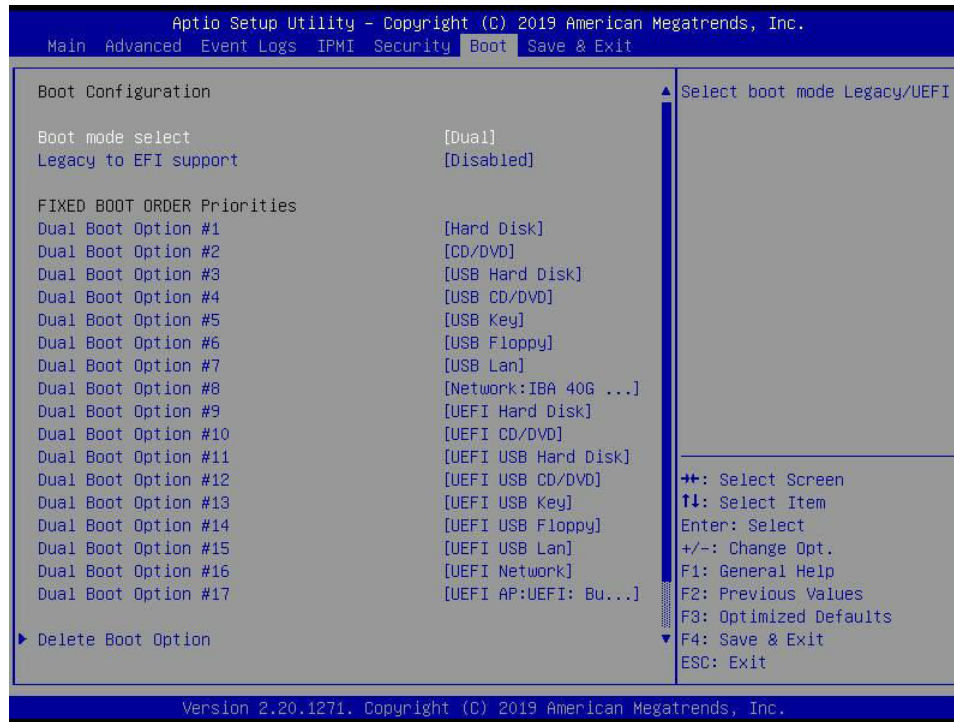 Aptio Setup Utility – Copyright (C) 2019 American Megatrends, Inc.
Main Advanced Event Logs IPMI Security Boot Save & Exit
Boot Configuration
Boot mode select [Dual]
Legacy to EFI support [Disabled]
FIXED BOOT ORDER Priorities
Dual Boot Option #1 [Hard Disk]
Dual Boot Option #2 [CD/DVD]
Dual Boot Option #3 [USB Hard Disk]
Dual Boot Option #4 [USB CD/DVD]
Dual Boot Option #5 [USB Key]
Dual Boot Option #6 [USB Floppy]
Dual Boot Option #7 [USB Lan]
Dual Boot Option #8 [Network:IBA 40G ...]
Dual Boot Option #9 [UEFI Hard Disk]
Dual Boot Option #10 [UEFI CD/DVD]
Dual Boot Option #11 [UEFI USB Hard Disk]
Dual Boot Option #12 [UEFI USB CD/DVD]
Dual Boot Option #13 [UEFI USB Key]
Dual Boot Option #14 [UEFI USB Floppy]
Dual Boot Option #15 [UEFI USB Lan]
Dual Boot Option #16 [UEFI Network]
Dual Boot Option #17 [UEFI AP:UEFI: Bu...]
Delete Boot Option
Select boot mode Legacy/UEFI
→←: Select Screen
↑↓: Select Item
Enter: Select
+/-: Change Opt.
F1: General Help
F2: Previous Values
F3: Optimized Defaults
F4: Save & Exit
ESC: Exit
Version 2.20.1271. Copyright (C) 2019 American Megatrends, Inc.